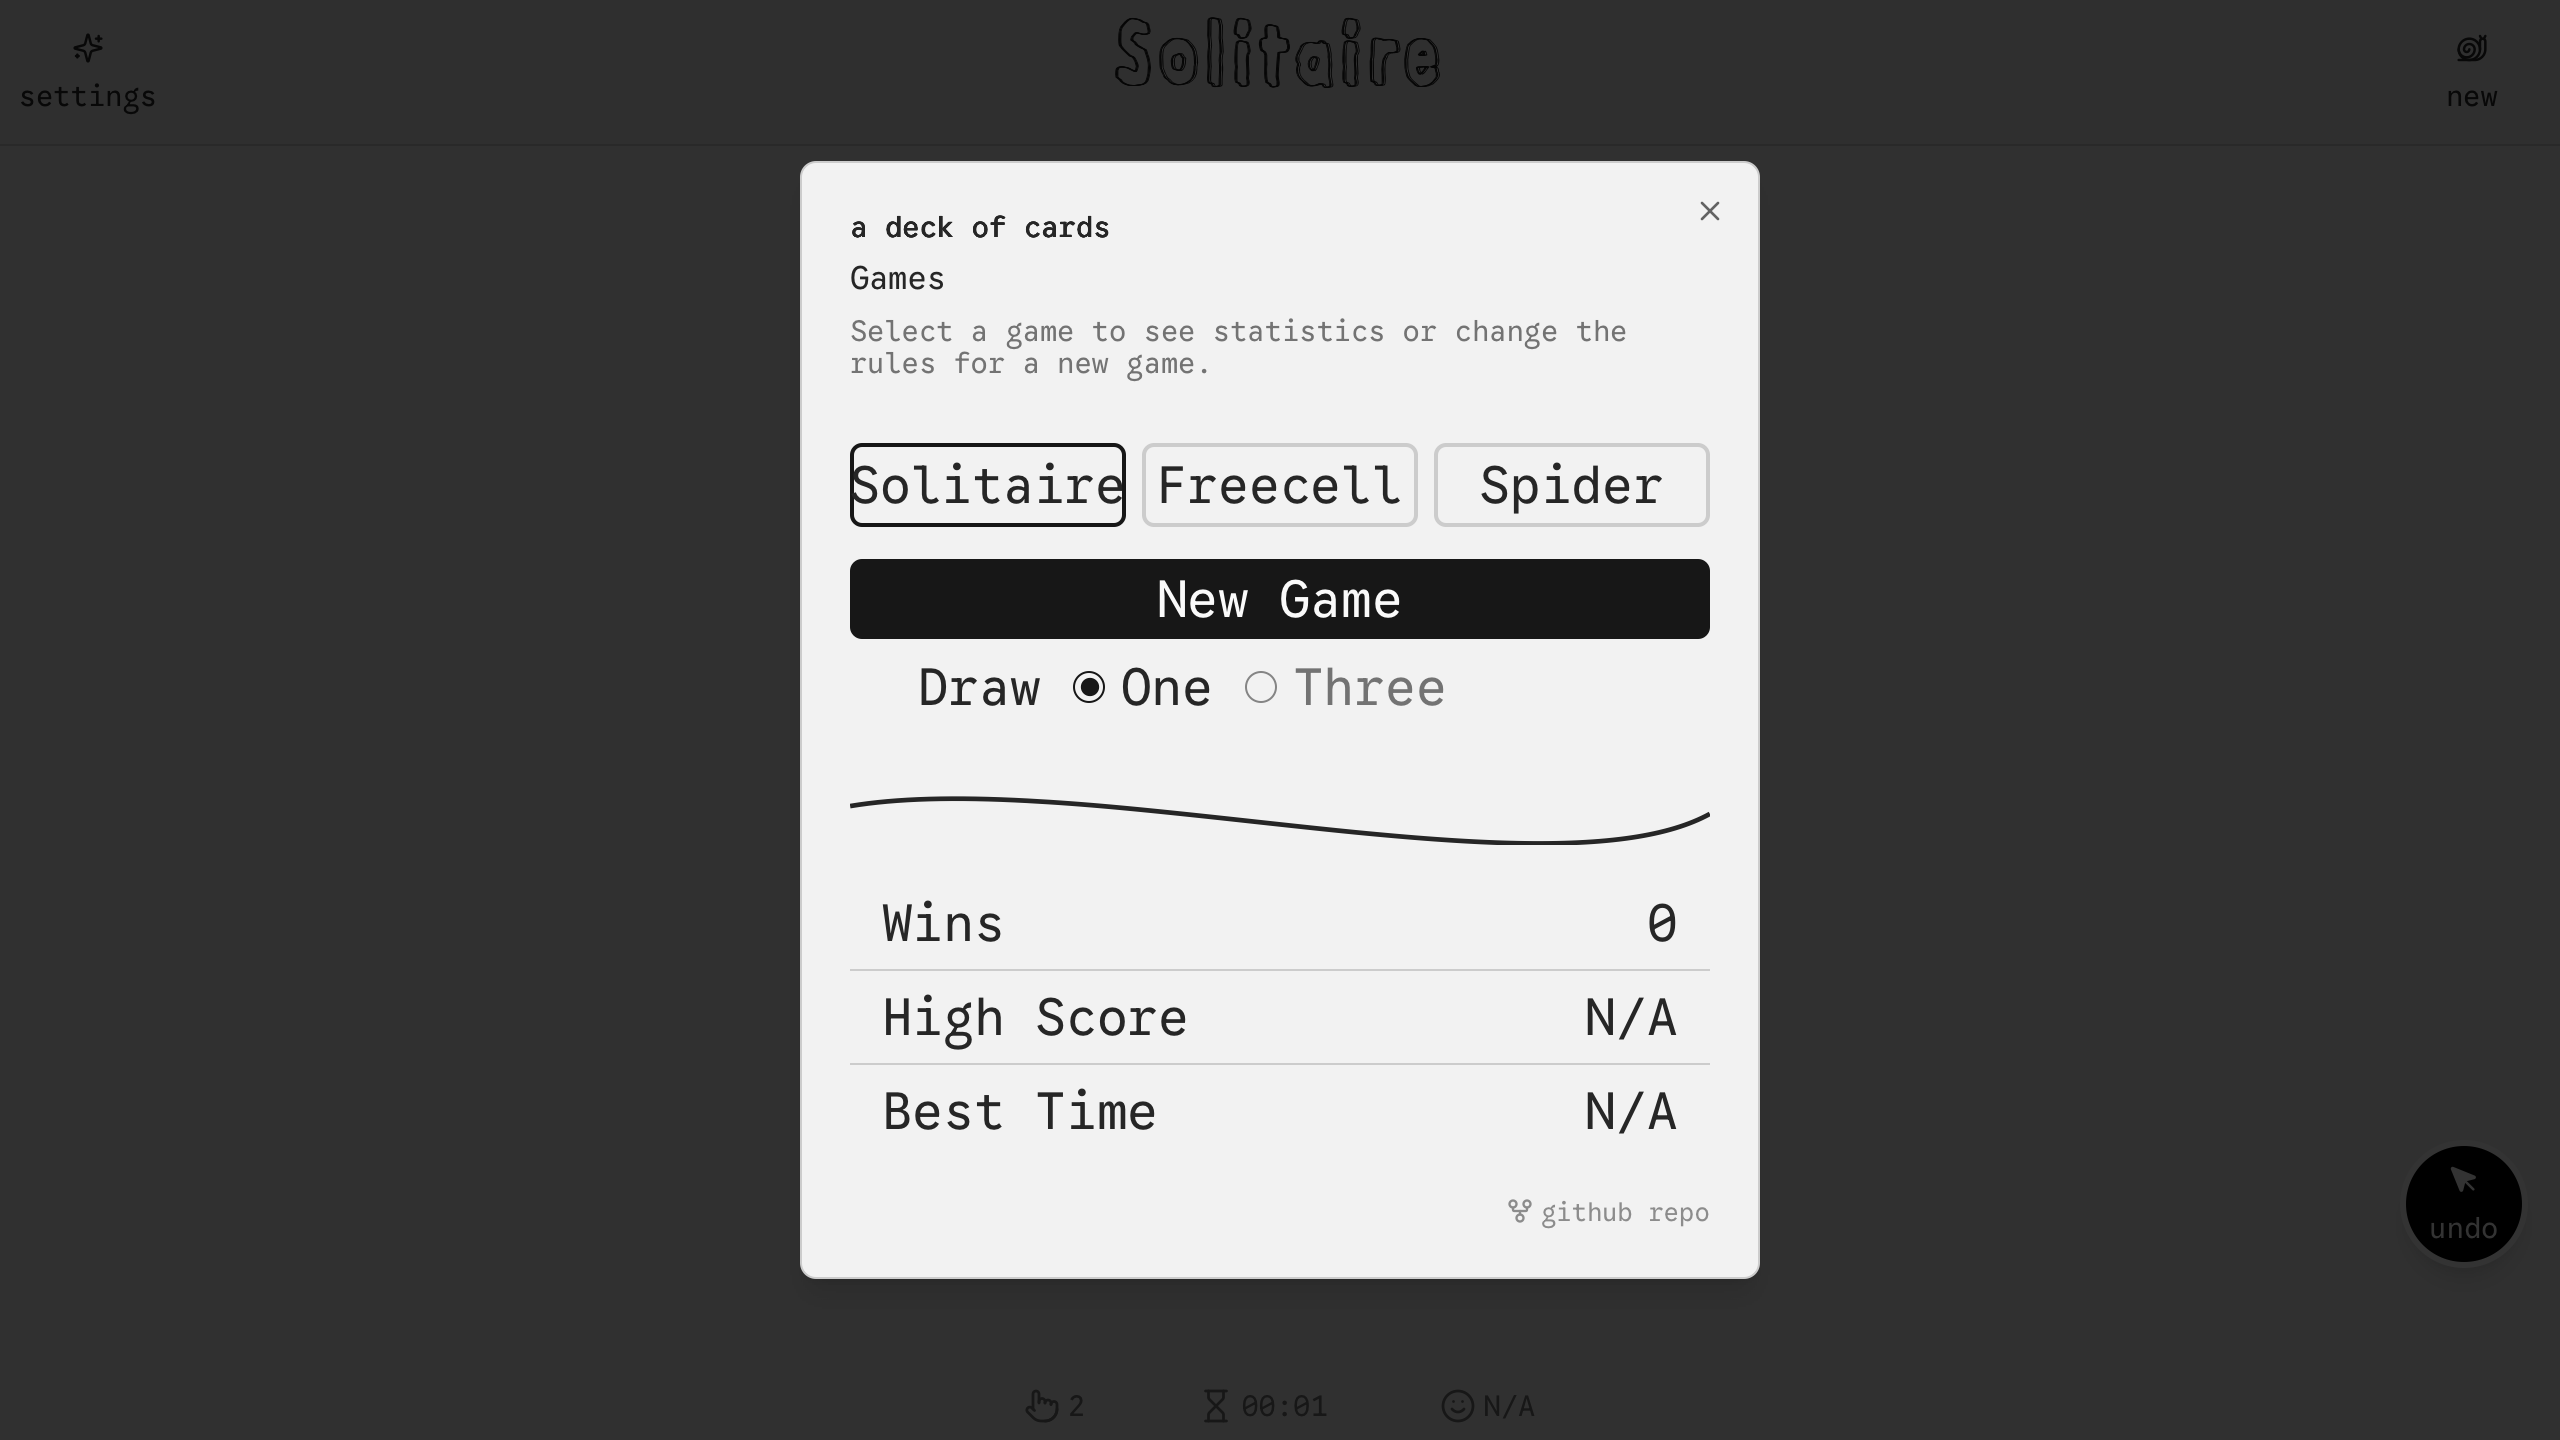 settings
Solitaire
new
a deck of cards
Games
Select a game to see statistics or change the
rules for a new game.
Solitaire Freecell Spider
New Game
Draw One Three
Wins 0
High Score N/A
Best Time N/A
github repo
undo
2 00:01 N/A